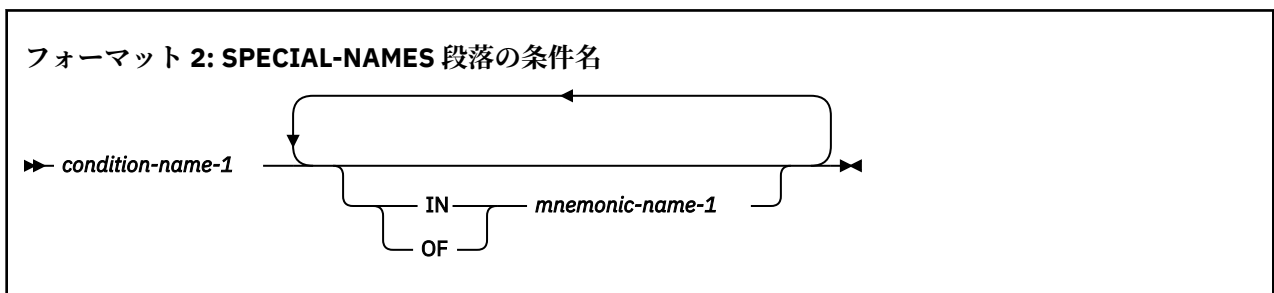 フォーマット 2: SPECIAL-NAMES 段落の条件名
condition-name-1
IN mnemonic-name-1
OF